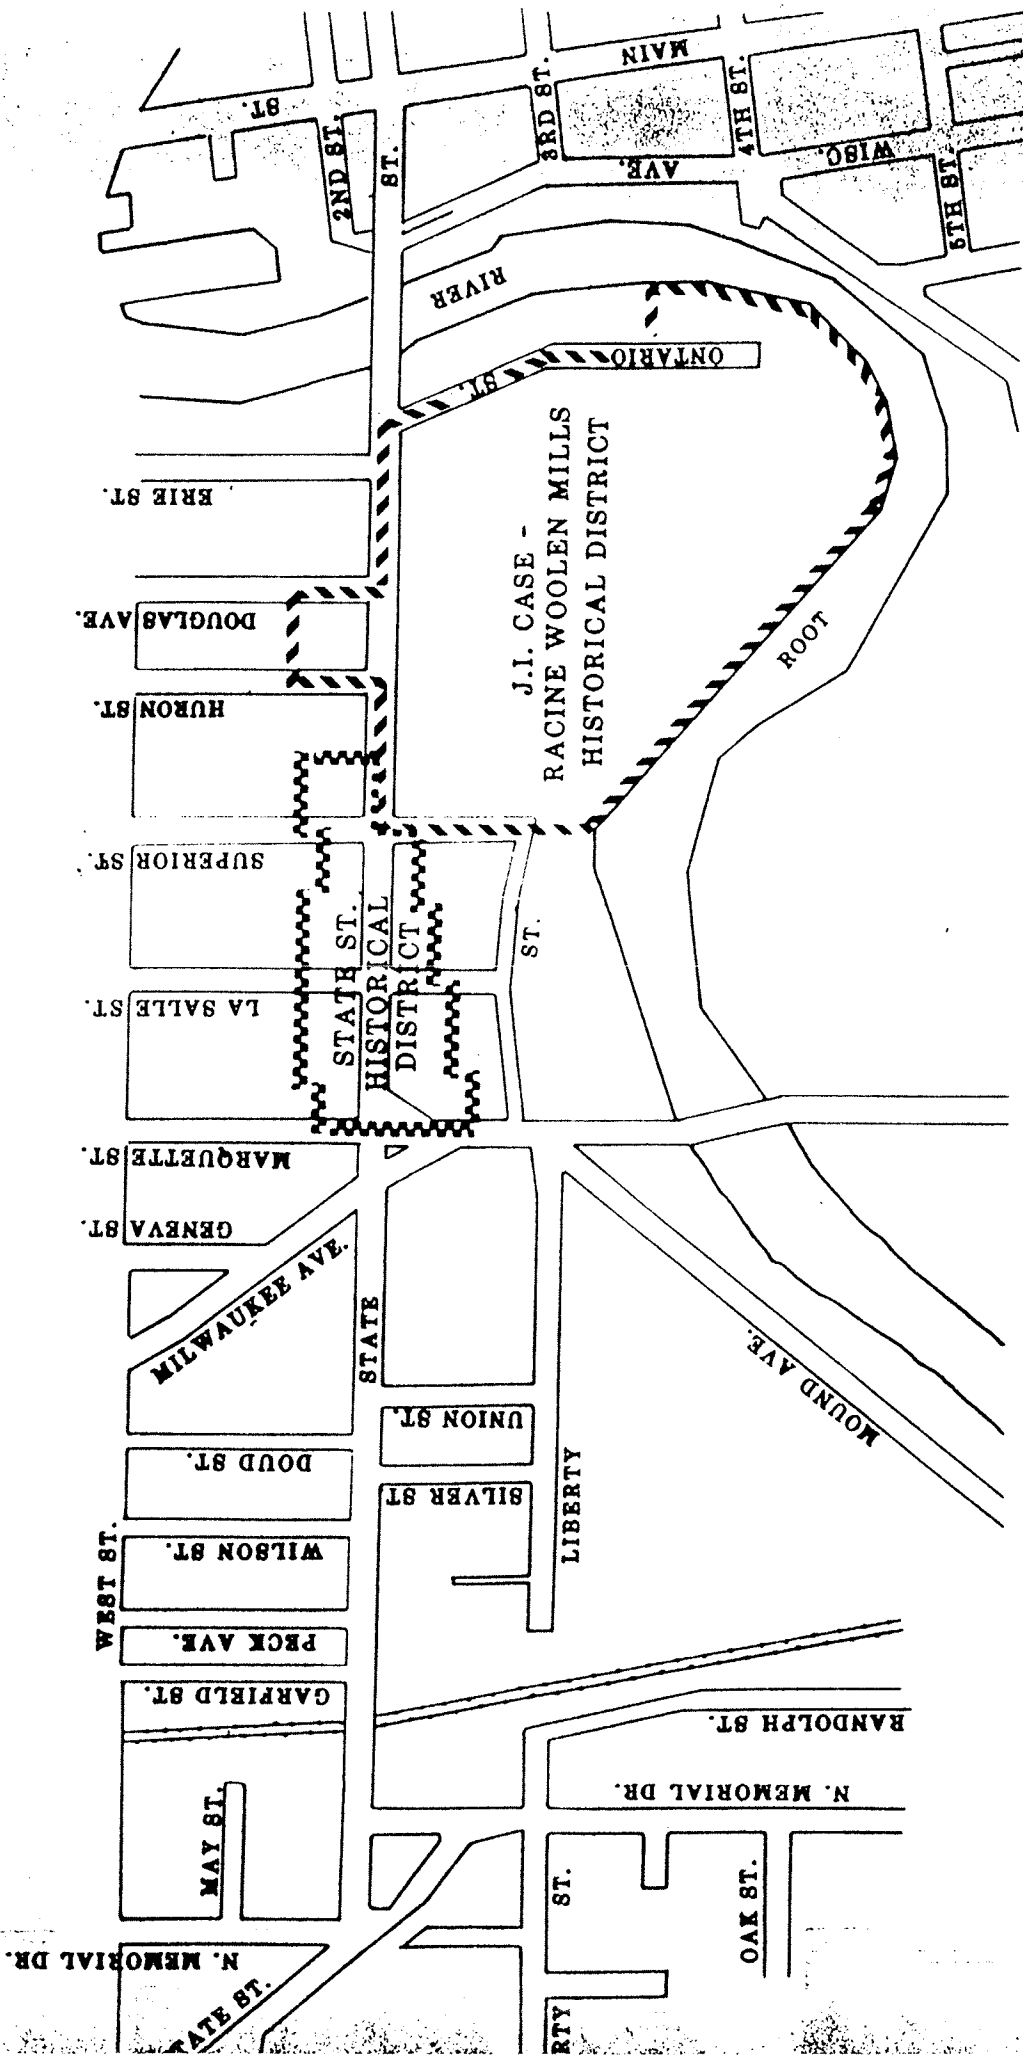 MAIN
ST.
2ND ST.
ST.
3RD ST.
4TH ST.
AVE.
WISC.
5TH ST.
RIVER
ONTARIO
ST.
ERIE ST.
DOUGLAS AVE.
HURON ST.
J.I. CASE -
RACINE WOOLEN MILLS
HISTORICAL DISTRICT
ROOT
SUPERIOR ST.
STATE ST.
HISTORICAL
DISTRICT
ST.
LA SALLE ST.
MARQUETTE ST.
GENEVA ST.
MILWAUKEE AVE.
STATE
MOUND AVE.
UNION ST.
DOUD ST.
SILVER ST
LIBERTY
WEST ST.
WILSON ST.
PECK AVE.
GARFIELD ST.
RANDOLPH ST.
N. MEMORIAL DR.
MAY ST.
ST.
OAK ST.
N. MEMORIAL DR.
TATE ST.
RTY